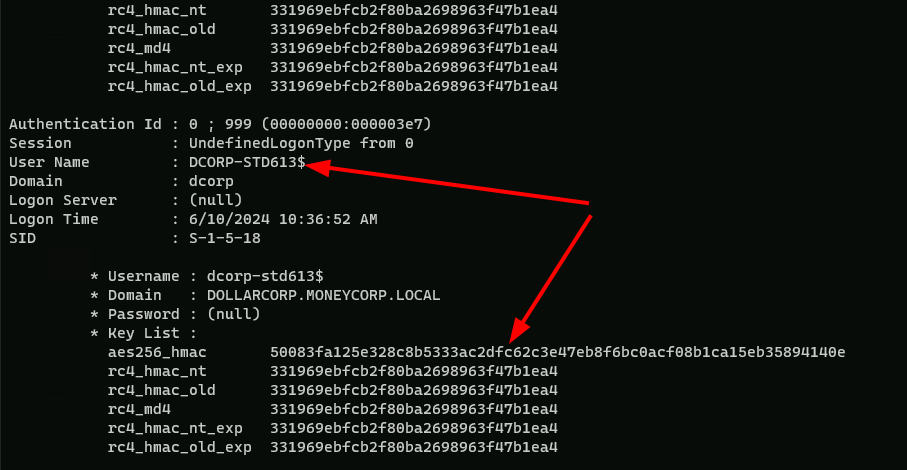 rc4_hmac_nt 331969ebfcb2f80ba2698963f47b1ea4
rc4_hmac_old 331969ebfcb2f80ba2698963f47b1ea4
rc4_md4 331969ebfcb2f80ba2698963f47b1ea4
rc4_hmac_nt_exp 331969ebfcb2f80ba2698963f47b1ea4
rc4_hmac_old_exp 331969ebfcb2f80ba2698963f47b1ea4
Authentication Id : 0 ; 999 (00000000:000003e7)
Session : UndefinedLogonType from 0
User Name : DCORP-STD613$
Domain : dcorp
Logon Server : (null)
Logon Time : 6/10/2024 10:36:52 AM
SID : S-1-5-18
* Username : dcorp-std613$
* Domain : DOLLARCORP.MONEYCORP.LOCAL
* Password : (null)
* Key List :
aes256_hmac 50083fa125e328c8b5333ac2dfc62c3e47eb8f6bc0acf08b1ca15eb35894140e
rc4_hmac_nt 331969ebfcb2f80ba2698963f47b1ea4
rc4_hmac_old 331969ebfcb2f80ba2698963f47b1ea4
rc4_md4 331969ebfcb2f80ba2698963f47b1ea4
rc4_hmac_nt_exp 331969ebfcb2f80ba2698963f47b1ea4
rc4_hmac_old_exp 331969ebfcb2f80ba2698963f47b1ea4